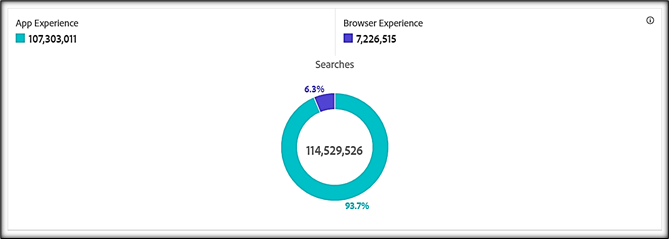 App Experience
107,303,011
Browser Experience
7,226,515
Searches
6.3%
114,529,526
93.7%